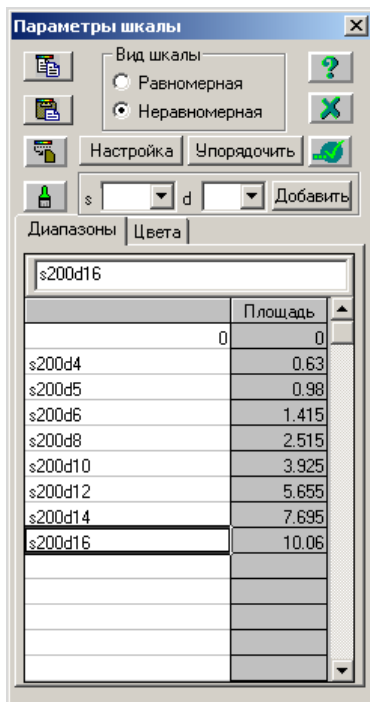 Параметры шкалы
Вид шкалы
Равномерная
Неравномерная
Настройка Упорядочить
s d Добавить
Диапазоны Цвета
s200d16
Площадь
0 0
s200d4 0.63
s200d5 0.98
s200d6 1.415
s200d8 2.515
s200d10 3.925
s200d12 5.655
s200d14 7.695
s200d16 10.06